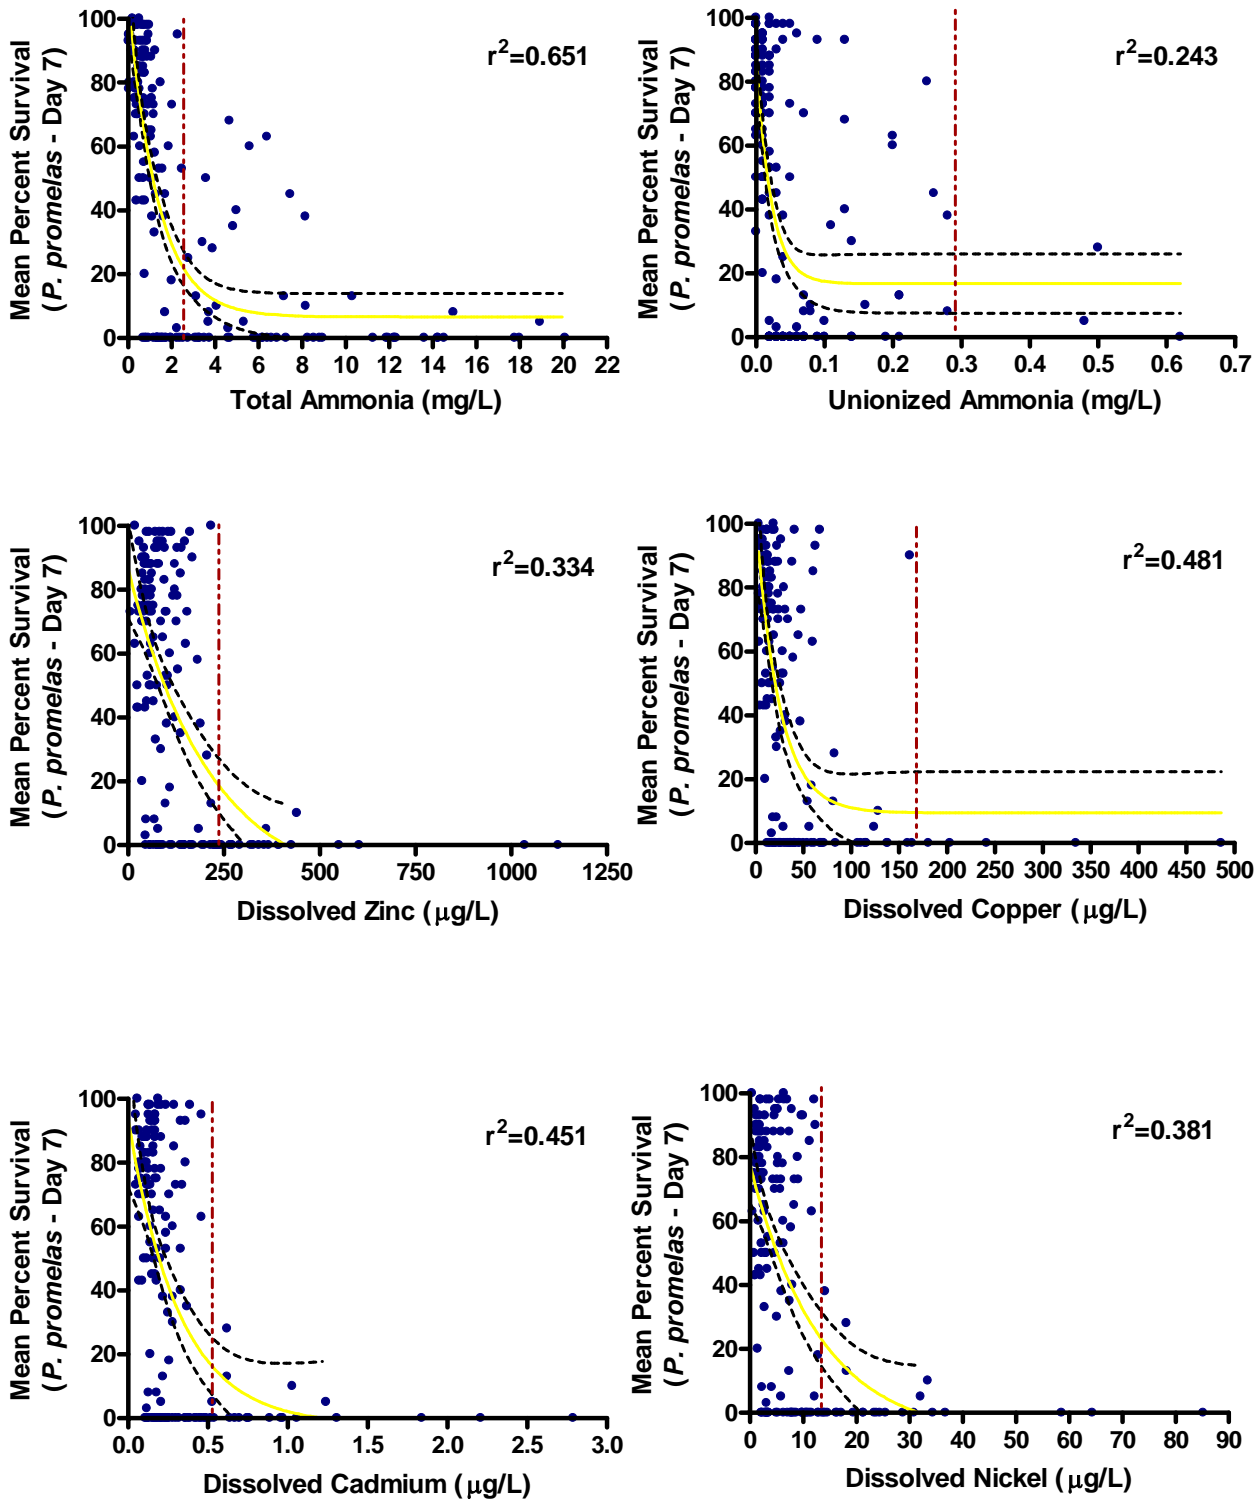 r²=0.651
Mean Percent Survival
(P. promelas - Day 7)
100
80
60
40
20
0
0 2 4 6 8 10 12 14 16 18 20 22
Total Ammonia (mg/L)
r²=0.243
Mean Percent Survival
(P. promelas - Day 7)
100
80
60
40
20
0
0.0 0.1 0.2 0.3 0.4 0.5 0.6 0.7
Unionized Ammonia (mg/L)
r²=0.334
Mean Percent Survival
(P. promelas - Day 7)
100
80
60
40
20
0
0 250 500 750 1000 1250
Dissolved Zinc (μg/L)
r²=0.481
Mean Percent Survival
(P. promelas - Day 7)
100
80
60
40
20
0
0 50 100 150 200 250 300 350 400 450 500
Dissolved Copper (μg/L)
r²=0.451
Mean Percent Survival
(P. promelas - Day 7)
100
80
60
40
20
0
0.0 0.5 1.0 1.5 2.0 2.5 3.0
Dissolved Cadmium (μg/L)
r²=0.381
Mean Percent Survival
(P. promelas - Day 7)
100
80
60
40
20
0
0 10 20 30 40 50 60 70 80 90
Dissolved Nickel (μg/L)